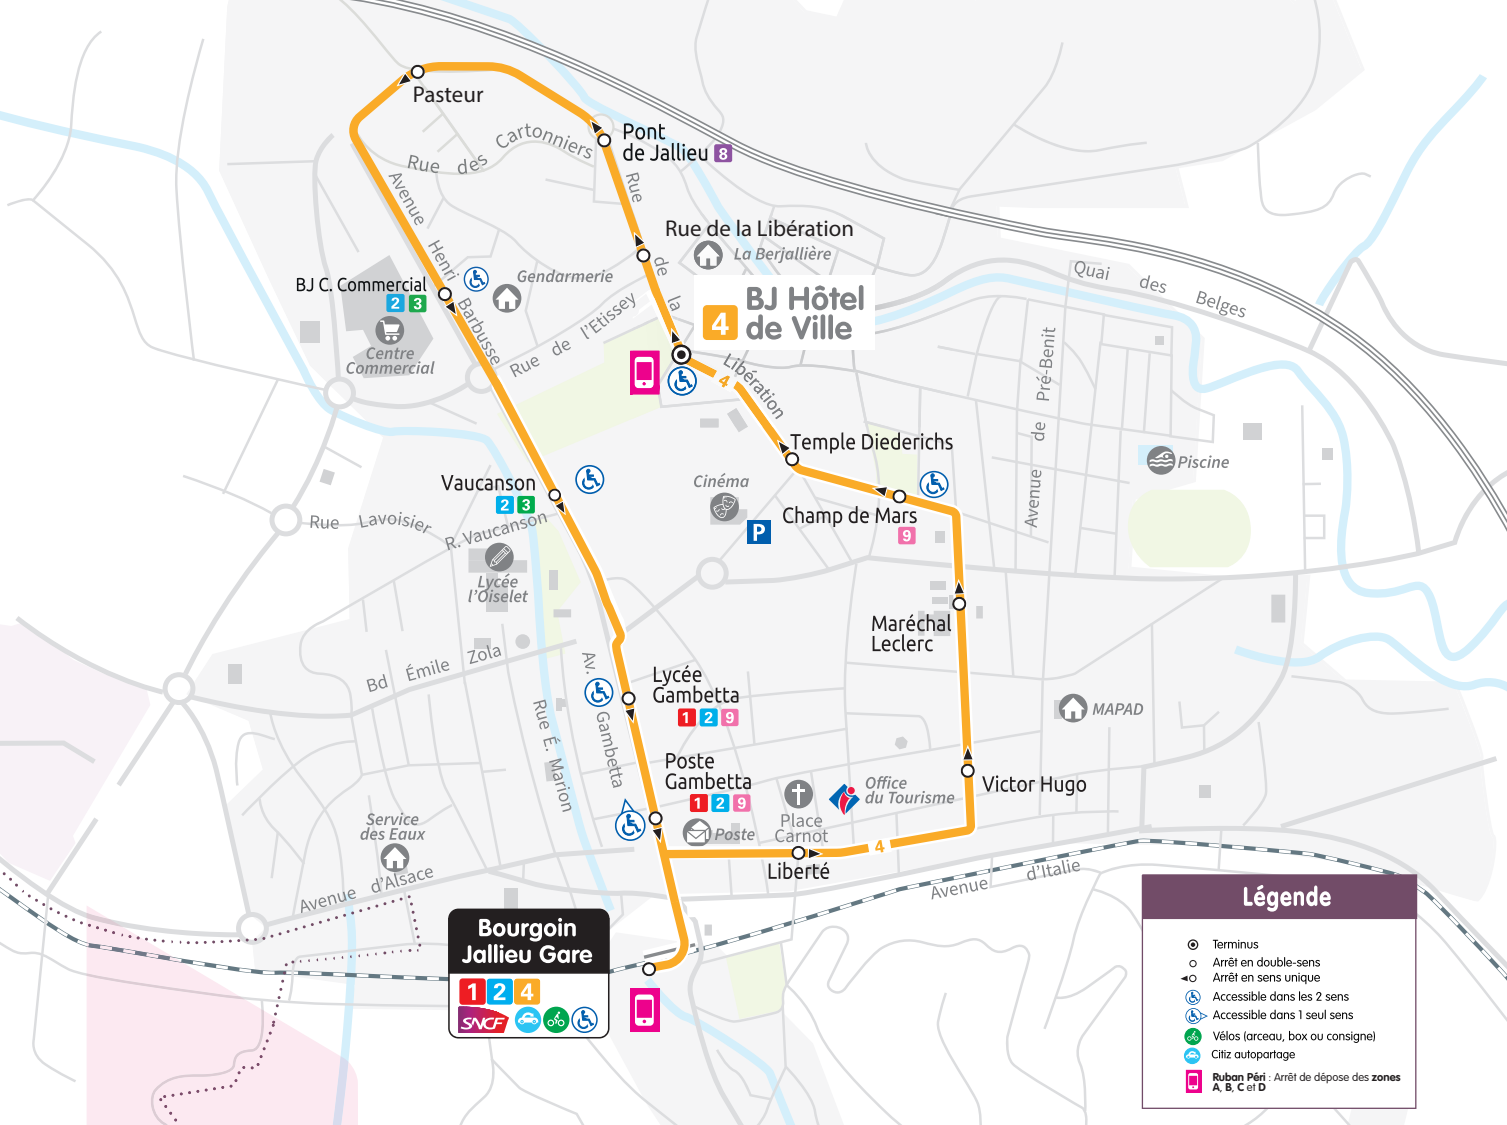 Pasteur
Pont
de Jallieu 8
Rue des Cartonniers
Rue de la Libération
Avenue Henri Barbusse
Rue de la Libération
La Berjallière
Gendarmerie
BJ C. Commercial
2 3
Centre
Commercial
Rue de l'Etissey
4 BJ Hôtel
de Ville
4
Quai des Belges
Avenue de Pré-Benit
Temple Diederichs
Piscine
Cinéma
P
Champ de Mars
9
Vaucanson
2 3
Rue Lavoisier
R. Vaucanson
Lycée
l'Oiselet
Maréchal
Leclerc
Bd Émile Zola
Av. Gambetta
Rue É. Marion
Lycée
Gambetta
1 2 9
MAPAD
Poste
Gambetta
1 2 9
Poste
Place
Carnot
Office
du Tourisme
Victor Hugo
Liberté
4
Service
des Eaux
Avenue d'Alsace
Avenue d'Italie
Bourgoin
Jallieu Gare
1 2 4
SNCF
Légende
Terminus
Arrêt en double-sens
Arrêt en sens unique
Accessible dans les 2 sens
Accessible dans 1 seul sens
Vélos (arceau, box ou consigne)
Citiz autopartage
Ruban Péri : Arrêt de dépose des zones
A, B, C et D